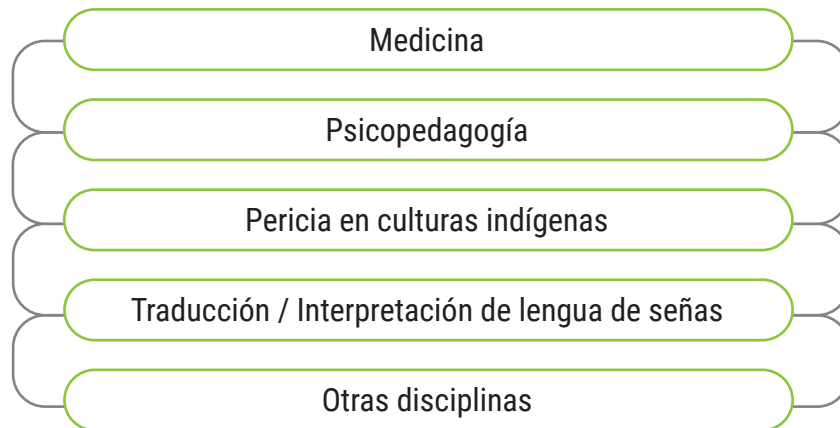 Medicina
Psicopedagogía
Pericia en culturas indígenas
Traducción / Interpretación de lengua de señas
Otras disciplinas